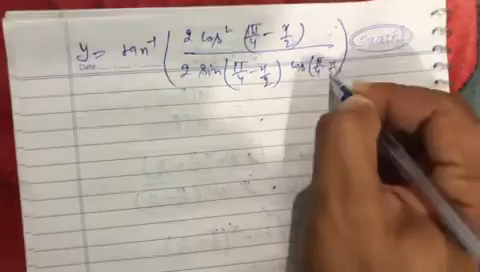 y = tan⁻¹ ( 2 cos² (π/4 - x/2) / 2 sin (π/4 - x/2) cos (π/4 - x/2) )
Date